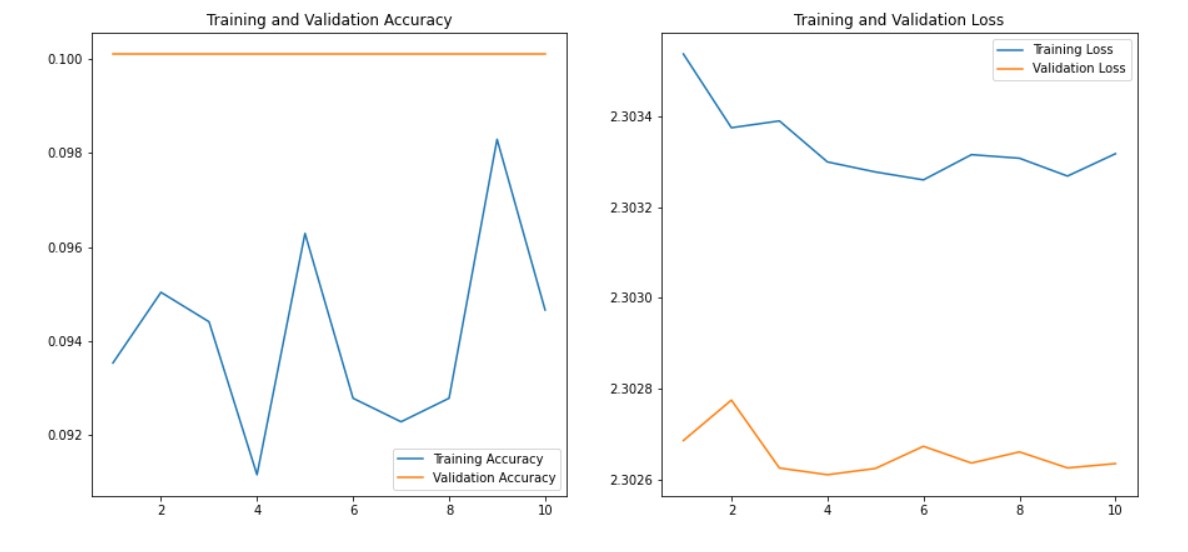 Training and Validation Accuracy
0.100
0.098
0.096
0.094
0.092
Training Accuracy
Validation Accuracy
2 4 6 8 10
Training and Validation Loss
Training Loss
Validation Loss
2.3034
2.3032
2.3030
2.3028
2.3026
2 4 6 8 10